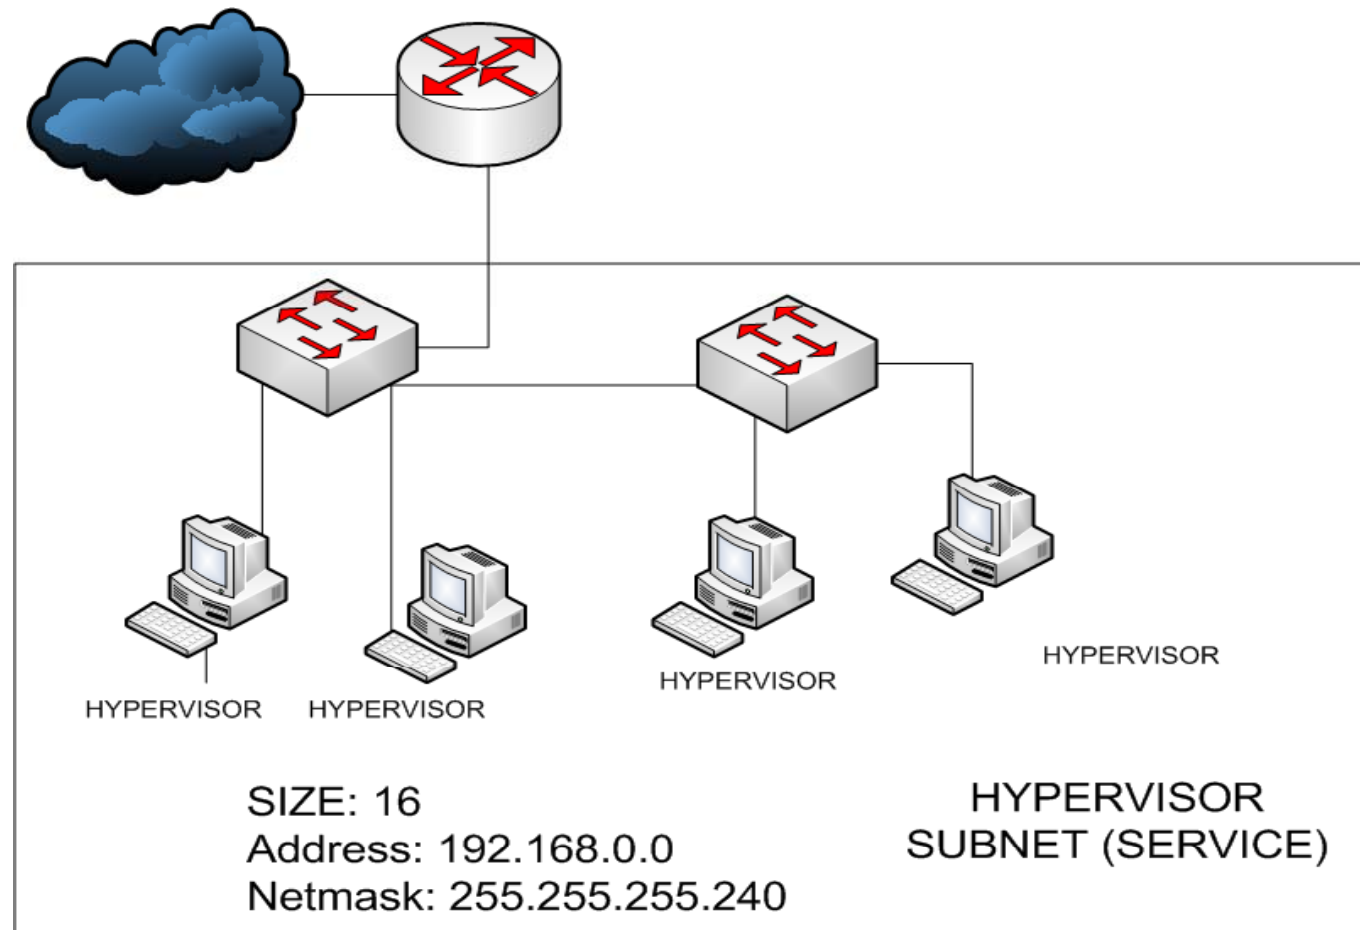 HYPERVISOR
HYPERVISOR
HYPERVISOR
HYPERVISOR
SIZE: 16
Address: 192.168.0.0
Netmask: 255.255.255.240
HYPERVISOR
SUBNET (SERVICE)